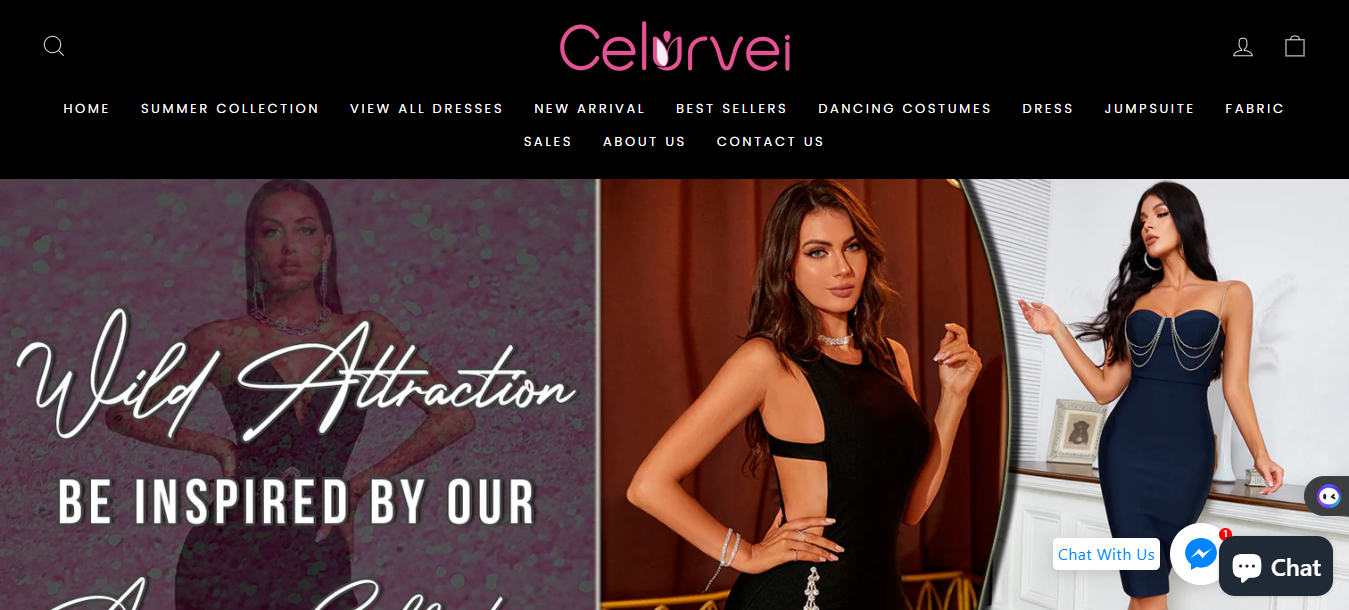 Celurvei
HOME SUMMER COLLECTION VIEW ALL DRESSES NEW ARRIVAL BEST SELLERS DANCING COSTUMES DRESS JUMPSUITE FABRIC
SALES ABOUT US CONTACT US
Wild Attraction
BE INSPIRED BY OUR
1
Chat With Us
Chat